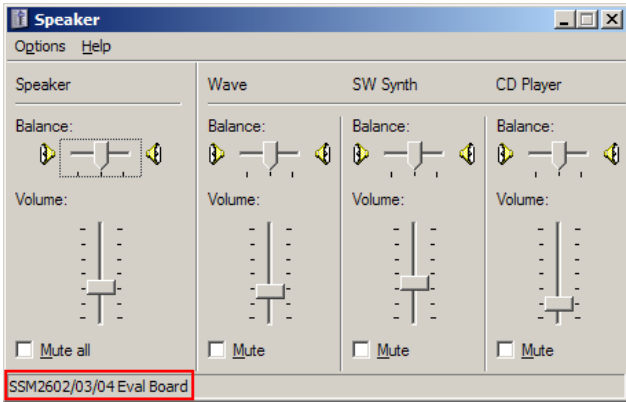 Speaker
Options Help
Speaker Wave SW Synth CD Player
Balance: Balance: Balance: Balance:
Volume: Volume: Volume: Volume:
Mute all Mute Mute Mute
SSM2602/03/04 Eval Board